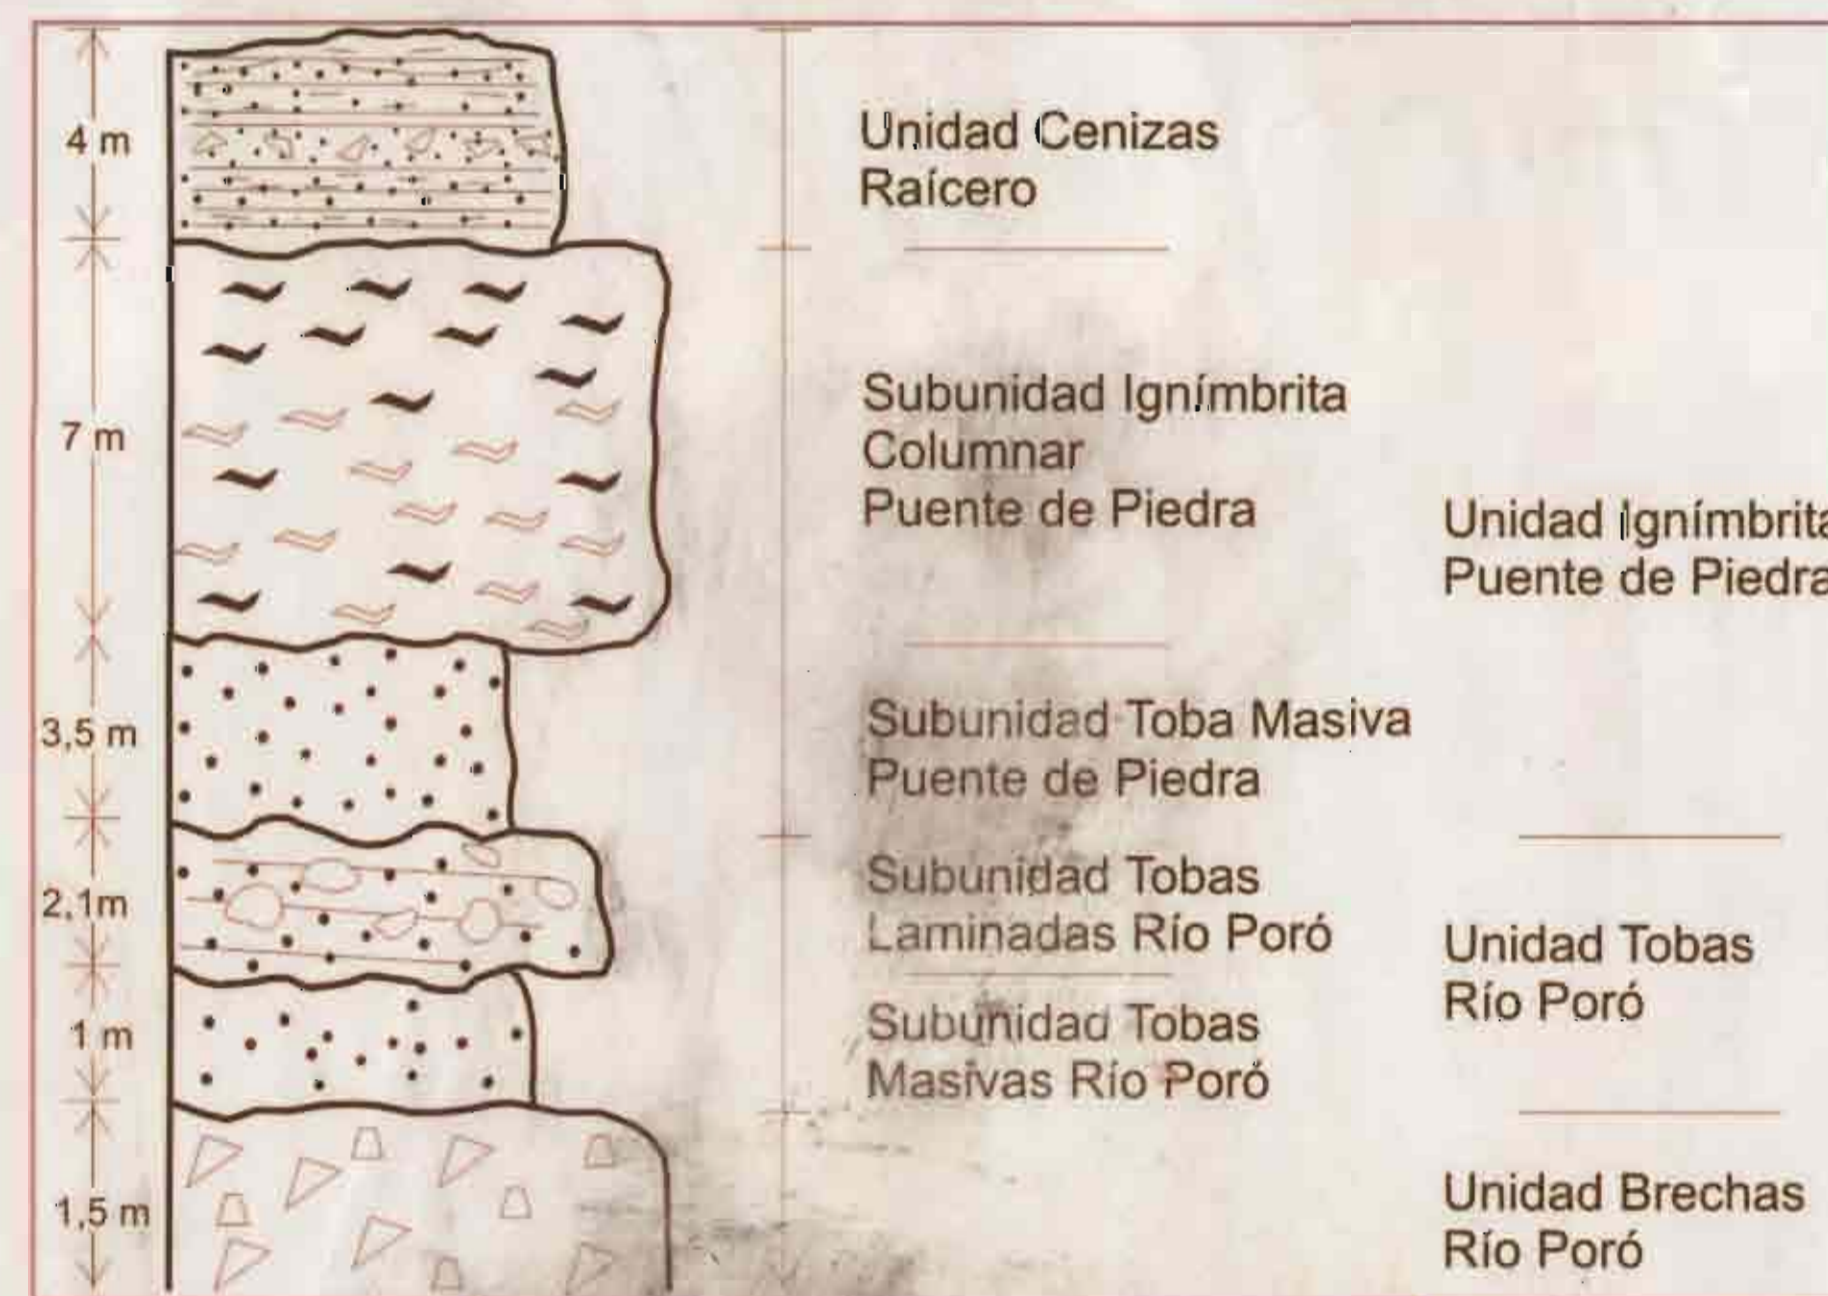 4 m
Unidad Cenizas
Raícero
7 m
Subunidad Ignímbrita
Columnar
Puente de Piedra
Unidad Ignímbrita
Puente de Piedra
3,5 m
Subunidad Toba Masiva
Puente de Piedra
2,1m
Subunidad Tobas
Laminadas Río Poró
Unidad Tobas
Río Poró
1 m
Subunidad Tobas
Masivas Río Poró
1,5 m
Unidad Brechas
Río Poró